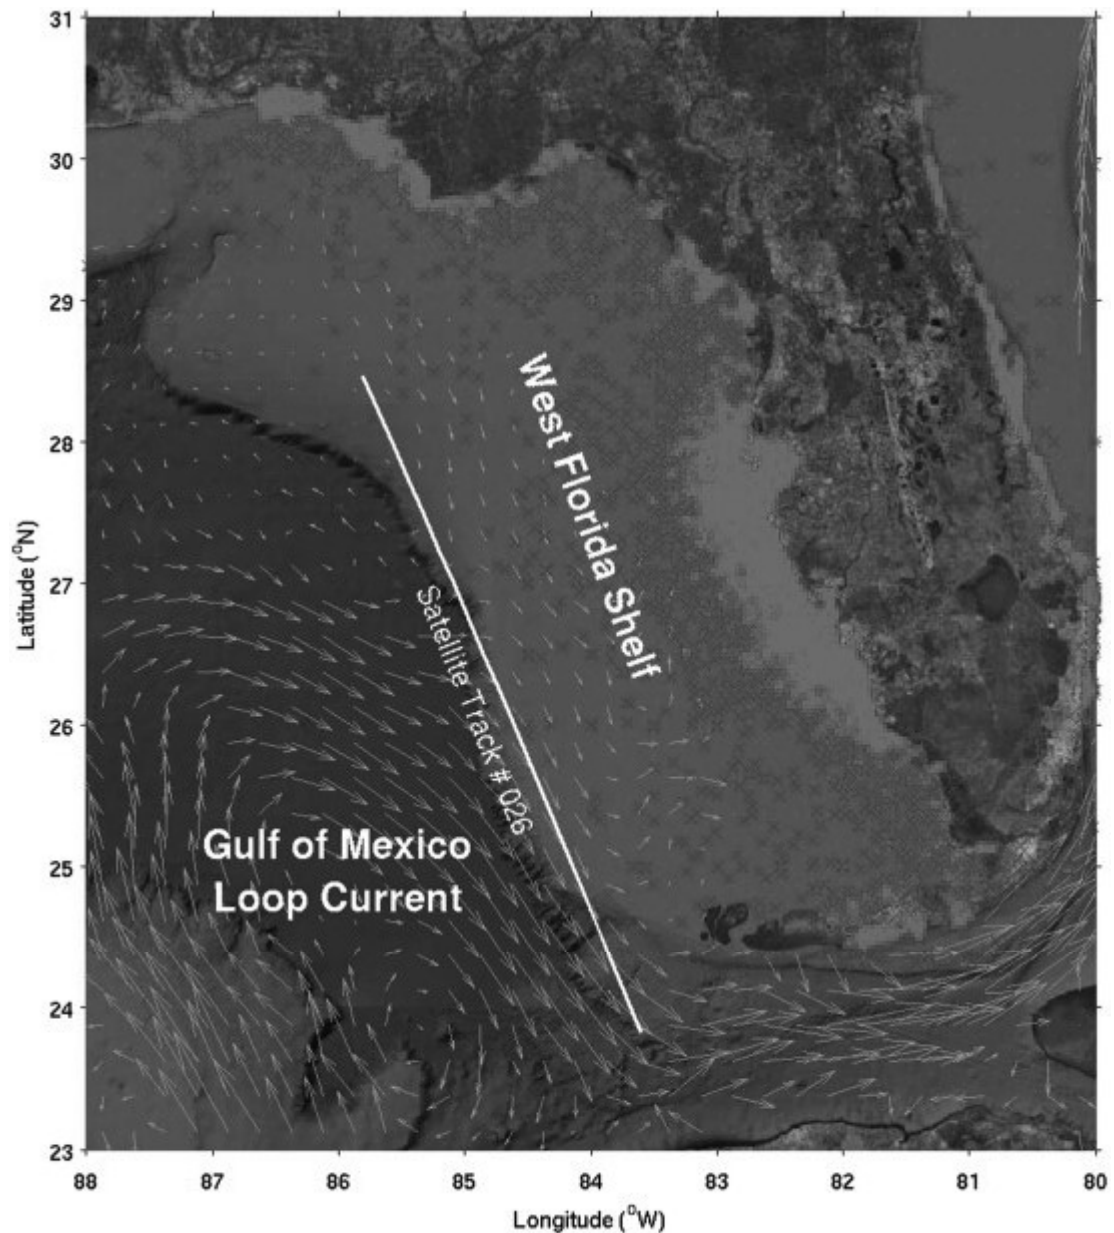 31
30
29
28
27
26
25
24
23
Latitude (°N)
West Florida Shelf
Satellite Track # 026
Gulf of Mexico
Loop Current
88 87 86 85 84 83 82 81 80
Longitude (°W)